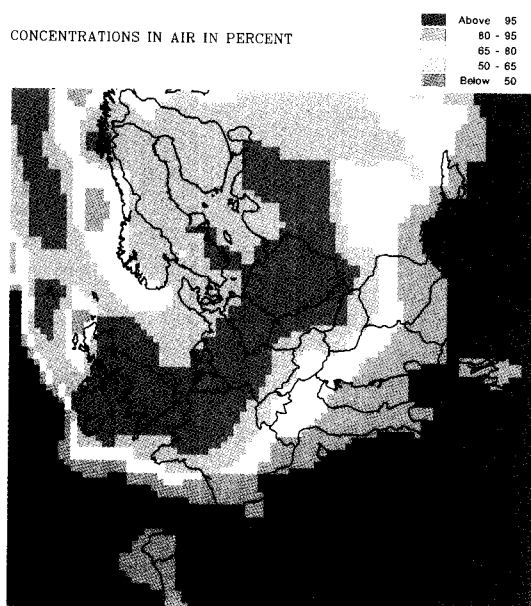 CONCENTRATIONS IN AIR IN PERCENT
Above 95
80 - 95
65 - 80
50 - 65
Below 50